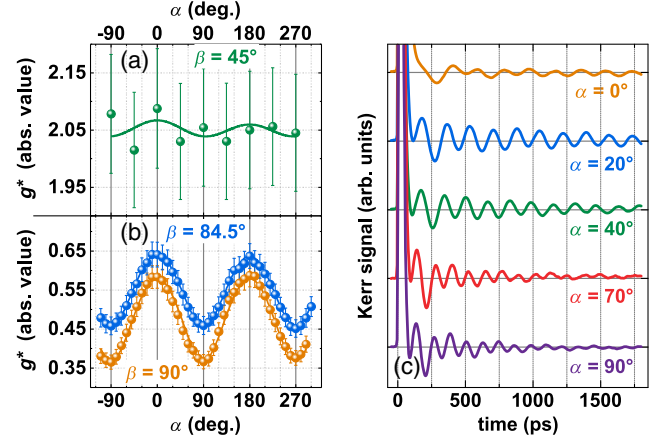 α (deg.)
-90 0 90 180 270
(a)
β = 45°
2.15
2.05
1.95
g* (abs. value)
(b)
β = 84.5°
0.65
0.55
0.45
0.35
g* (abs. value)
β = 90°
-90 0 90 180 270
α (deg.)
Kerr signal (arb. units)
α = 0°
α = 20°
α = 40°
α = 70°
α = 90°
(c)
0 500 1000 1500
time (ps)